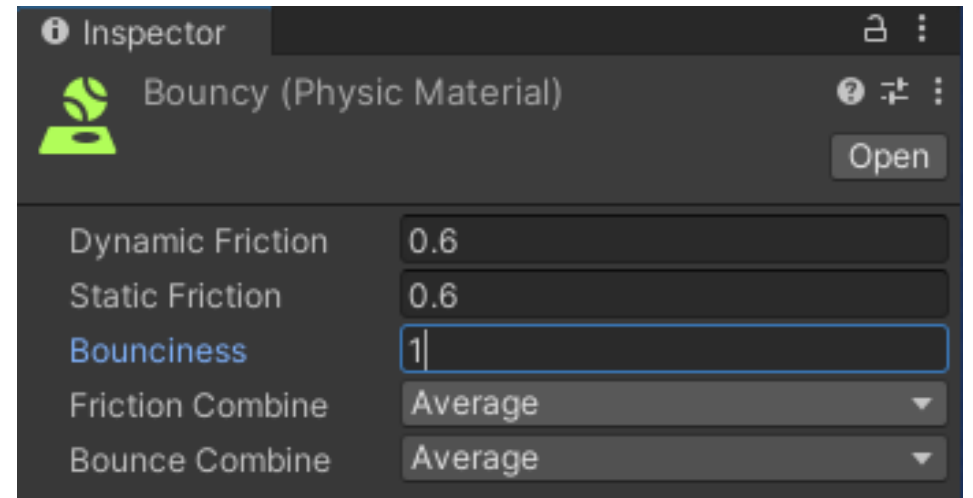 Inspector
Bouncy (Physic Material)
Open
Dynamic Friction 0.6
Static Friction 0.6
Bounciness 1
Friction Combine Average
Bounce Combine Average